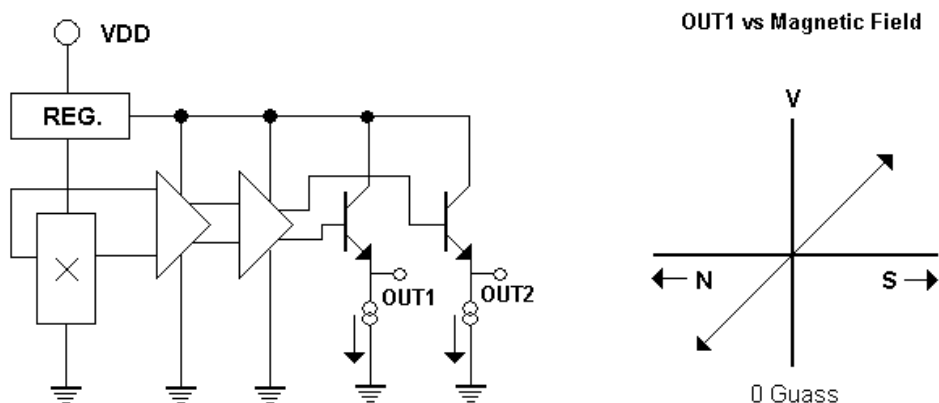 VDD
REG.
OUT1
OUT2
OUT1 vs Magnetic Field
V
N
S
0 Guass